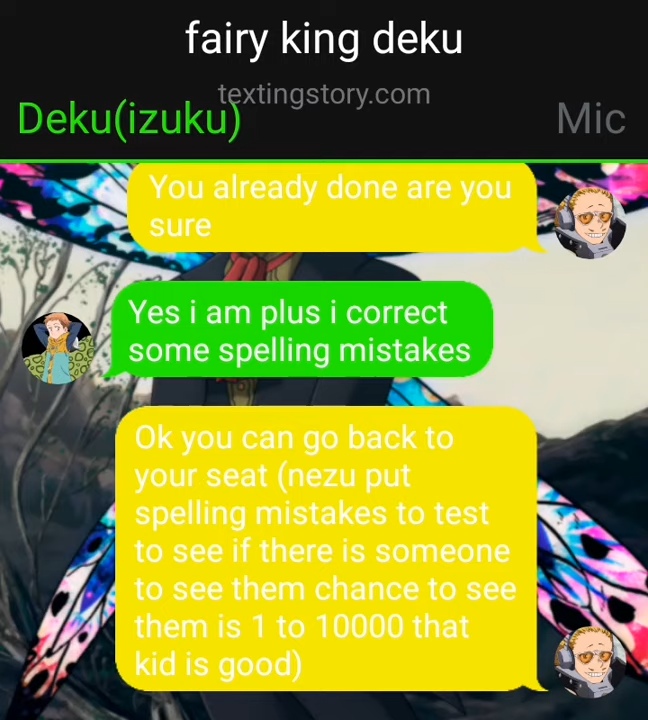 fairy king deku
textingstory.com
Deku(izuku)
Mic
You already done are you
sure
Yes i am plus i correct
some spelling mistakes
Ok you can go back to
your seat (nezu put
spelling mistakes to test
to see if there is someone
to see them chance to see
them is 1 to 10000 that
kid is good)